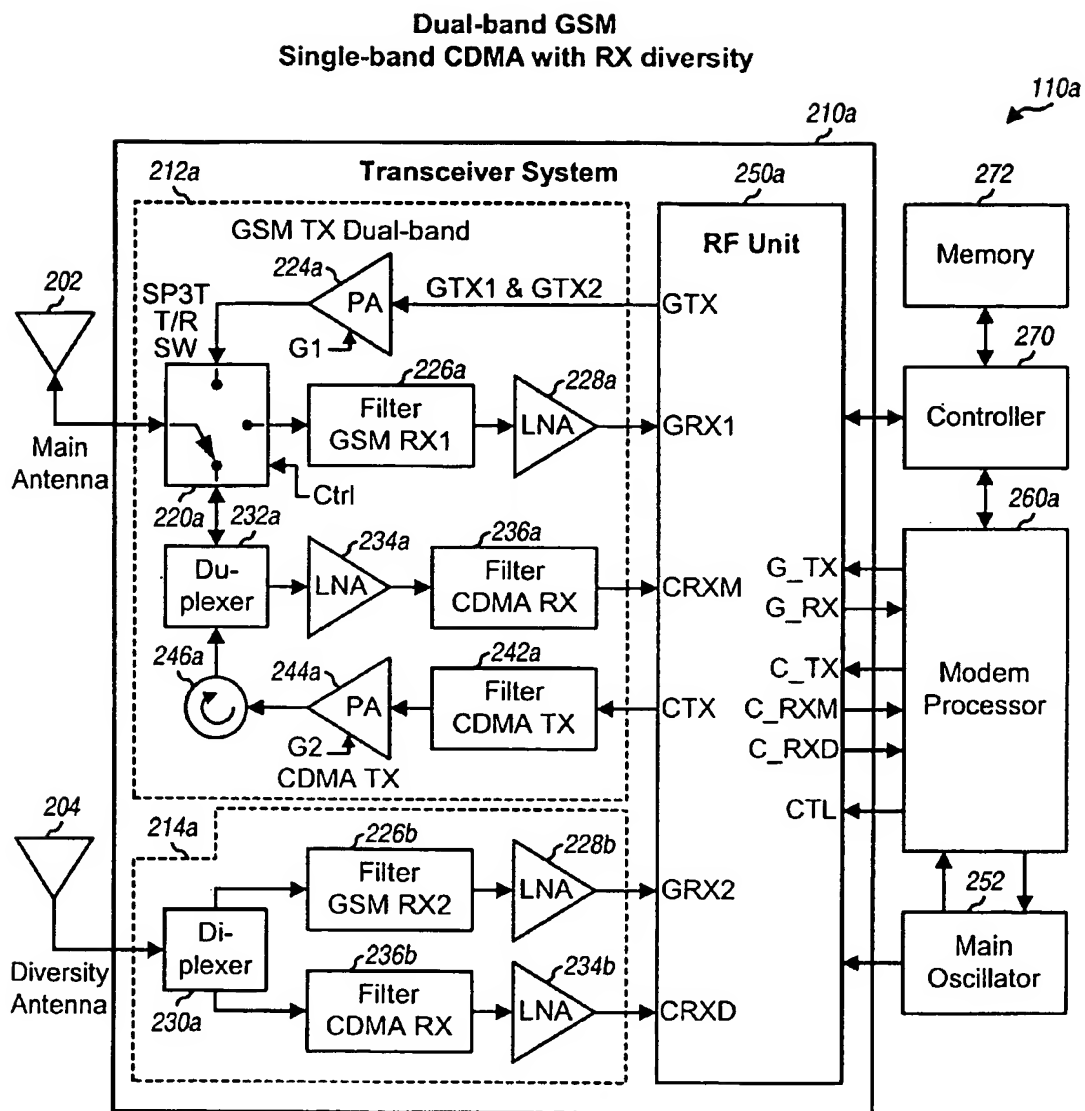 Dual-band GSM
Single-band CDMA with RX diversity
110a
210a
212a
Transceiver System
250a
272
GSM TX Dual-band
RF Unit
Memory
202
SP3T
T/R
SW
224a
PA
GTX1 & GTX2
GTX
G1
270
226a
228a
Controller
Filter
GSM RX1
LNA
GRX1
Main
Antenna
Ctrl
220a
232a
260a
234a
236a
Du-
plexer
LNA
Filter
CDMA RX
CRXM
G_TX
G_RX
246a
244a
242a
C_TX
Modem
Processor
PA
Filter
CDMA TX
CTX
C_RXM
G2
C_RXD
CDMA TX
204
CTL
214a
226b
228b
Filter
GSM RX2
LNA
GRX2
252
Di-
plexer
Main
Oscillator
Diversity
Antenna
236b
234b
230a
Filter
CDMA RX
LNA
CRXD